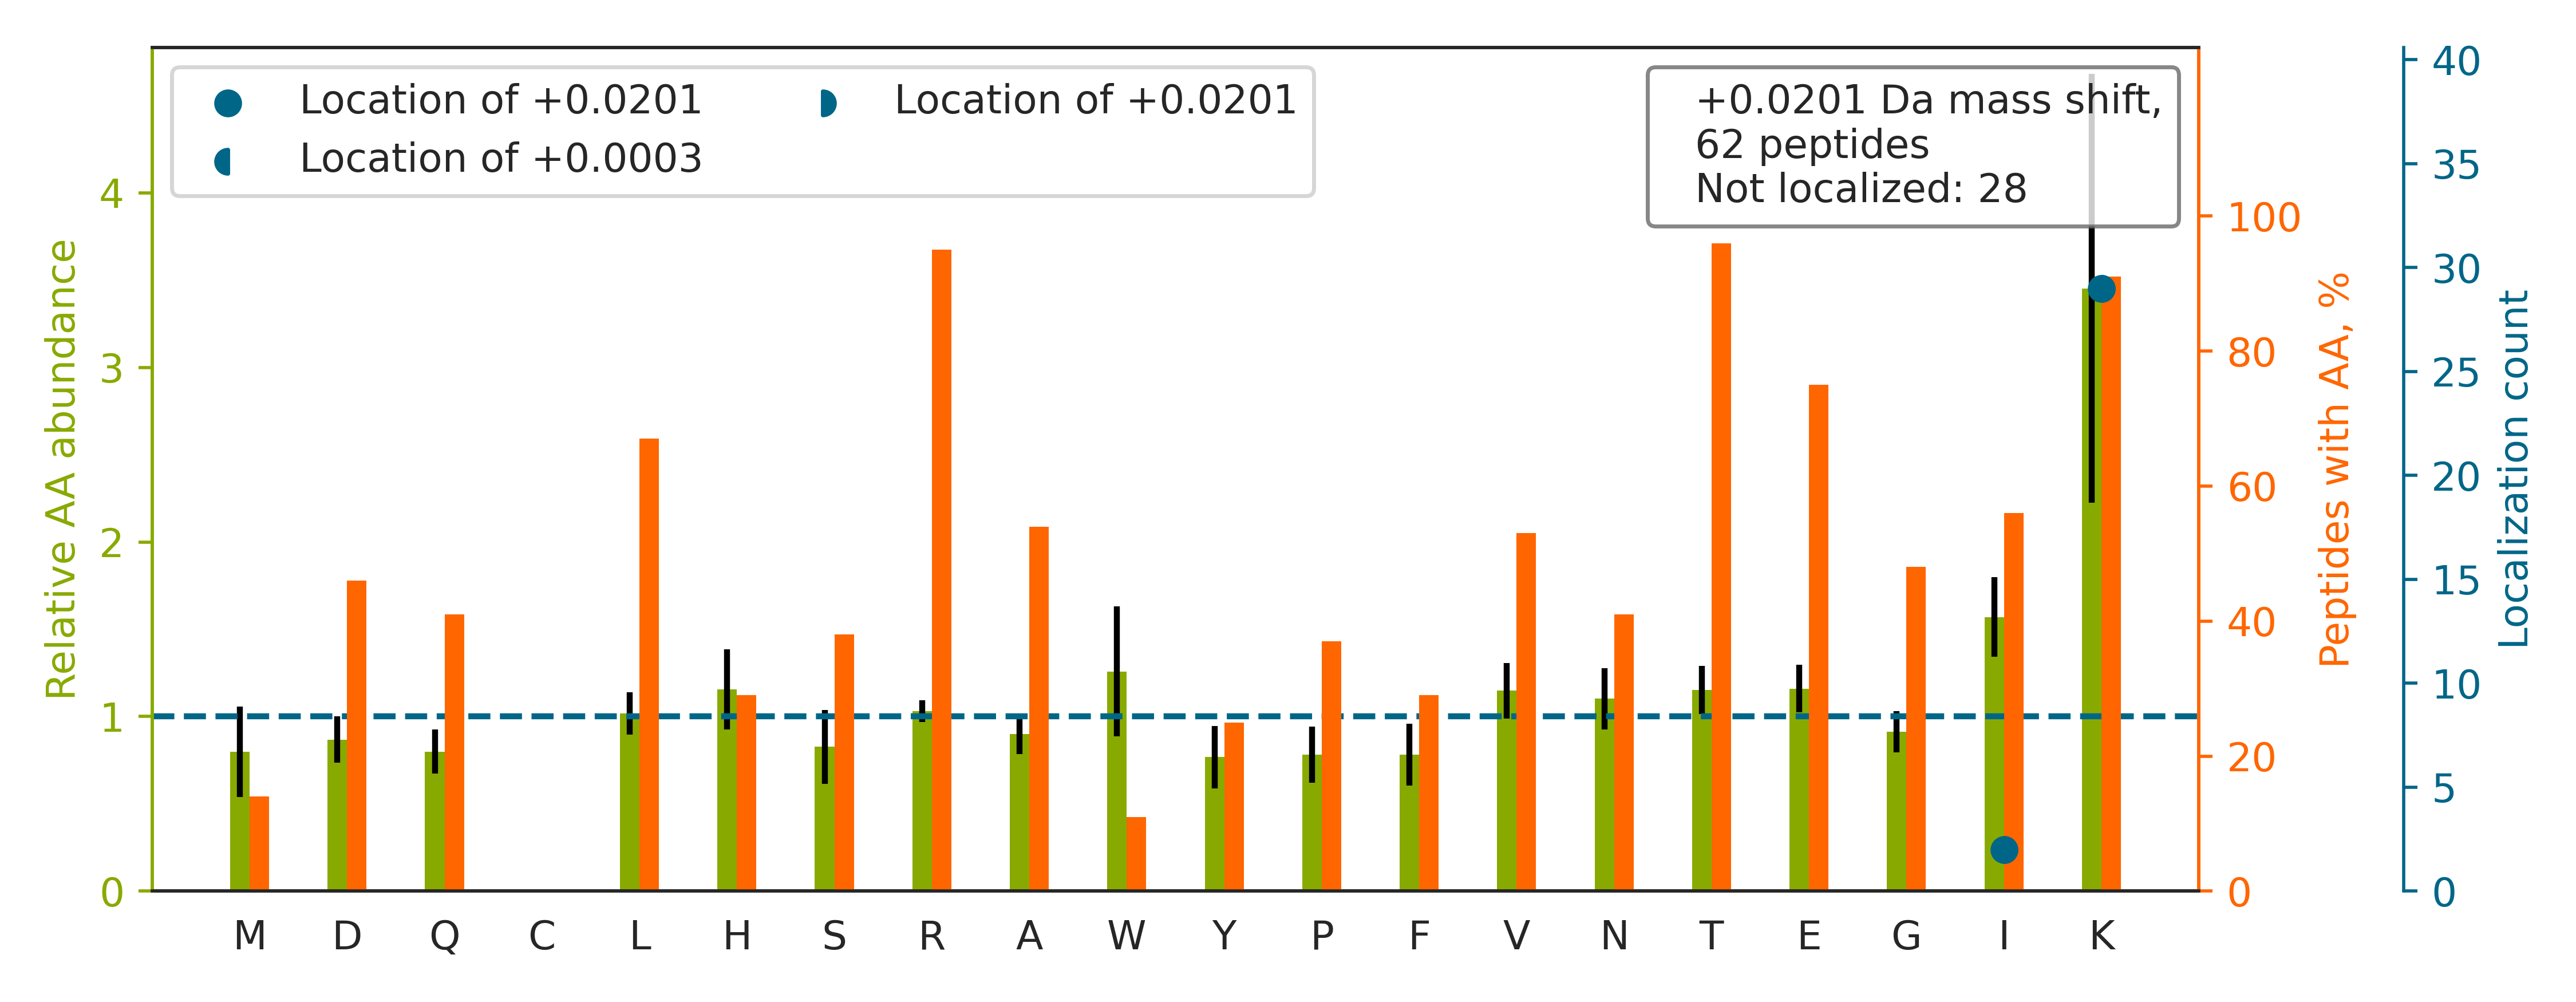 Location of +0.0201
Location of +0.0003
Location of +0.0201
+0.0201 Da mass shift,
62 peptides
Not localized: 28
Relative AA abundance
4
3
2
1
0
100
80
60
40
20
0
Peptides with AA, %
40
35
30
25
20
15
10
5
0
Localization count
M D Q C L H S R A W Y P F V N T E G I K